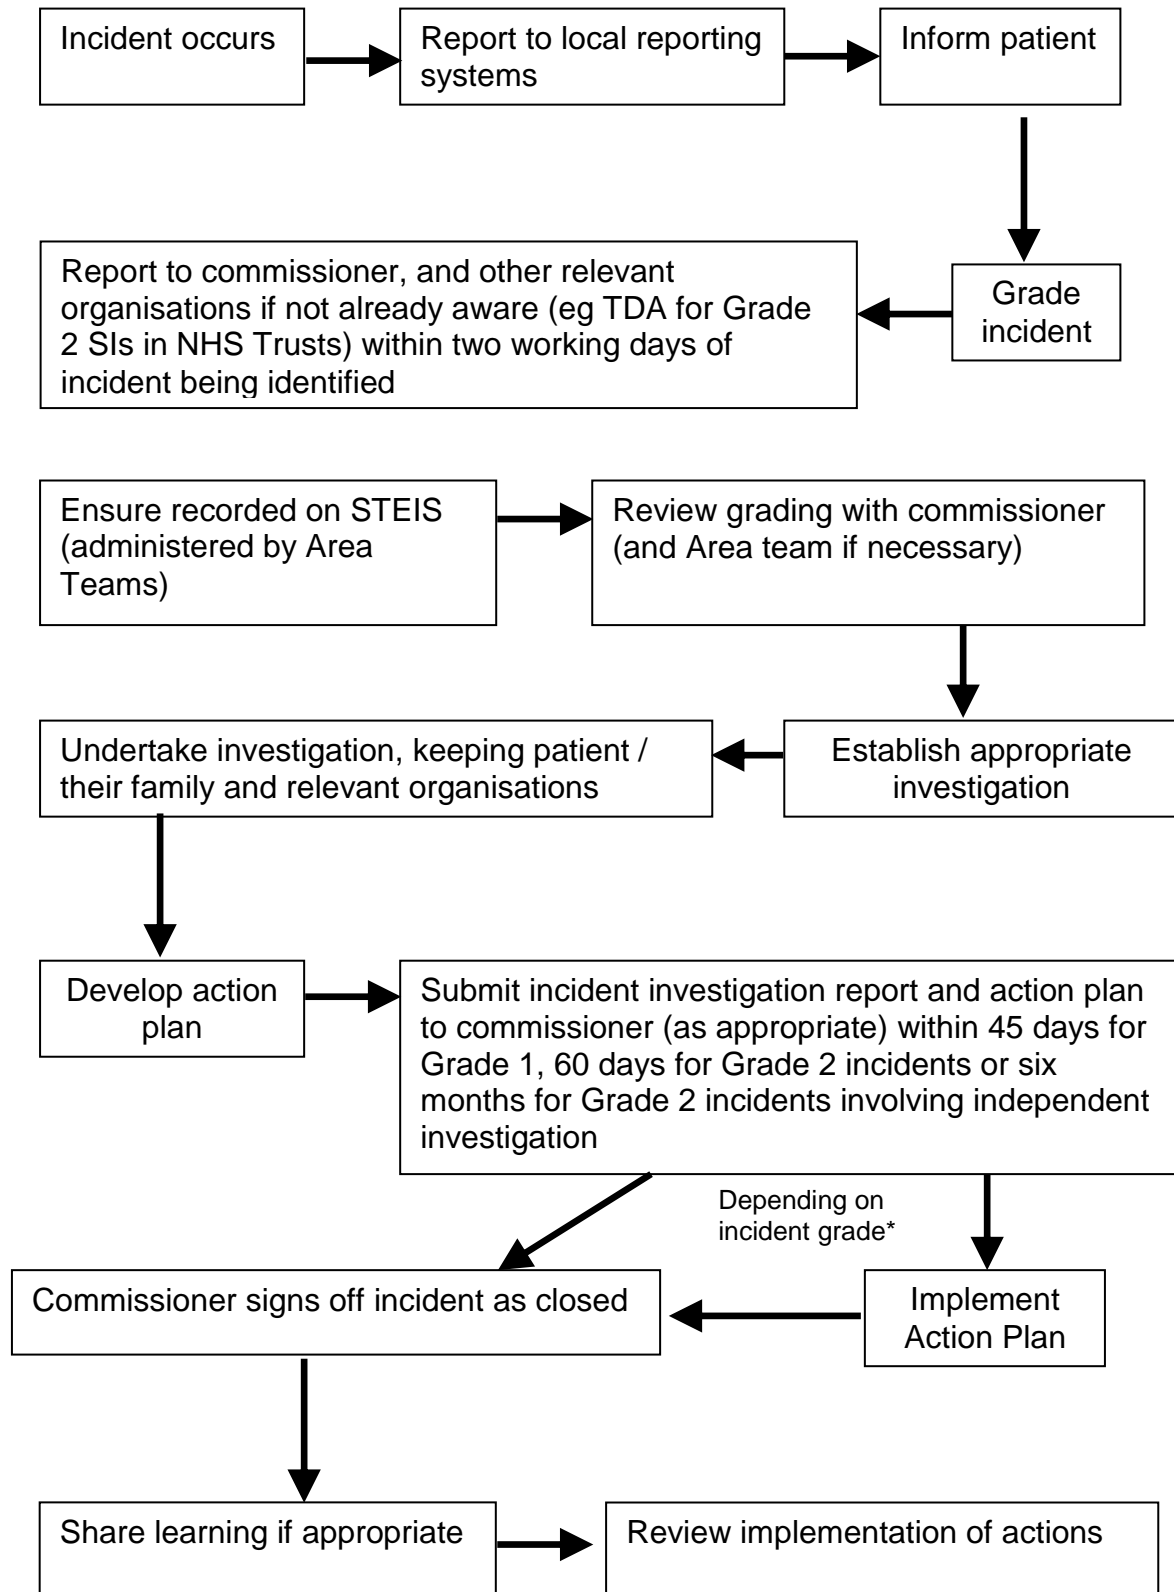 Incident occurs
Report to local reporting
systems
Inform patient
Report to commissioner, and other relevant
organisations if not already aware (eg TDA for Grade
2 SIs in NHS Trusts) within two working days of
incident being identified
Grade
incident
Ensure recorded on STEIS
(administered by Area
Teams)
Review grading with commissioner
(and Area team if necessary)
Undertake investigation, keeping patient /
their family and relevant organisations
Establish appropriate
investigation
Develop action
plan
Submit incident investigation report and action plan
to commissioner (as appropriate) within 45 days for
Grade 1, 60 days for Grade 2 incidents or six
months for Grade 2 incidents involving independent
investigation
Depending on
incident grade*
Commissioner signs off incident as closed
Implement
Action Plan
Share learning if appropriate
Review implementation of actions